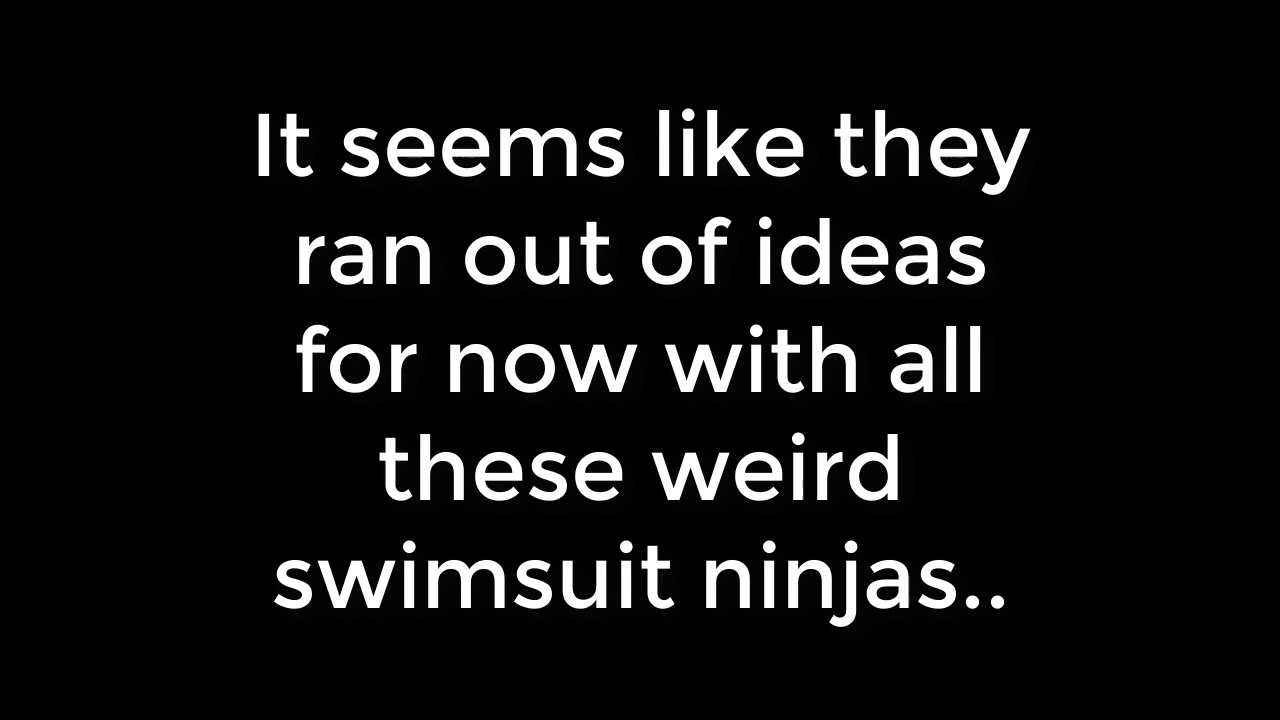 It seems like they
ran out of ideas
for now with all
these weird
swimsuit ninjas..